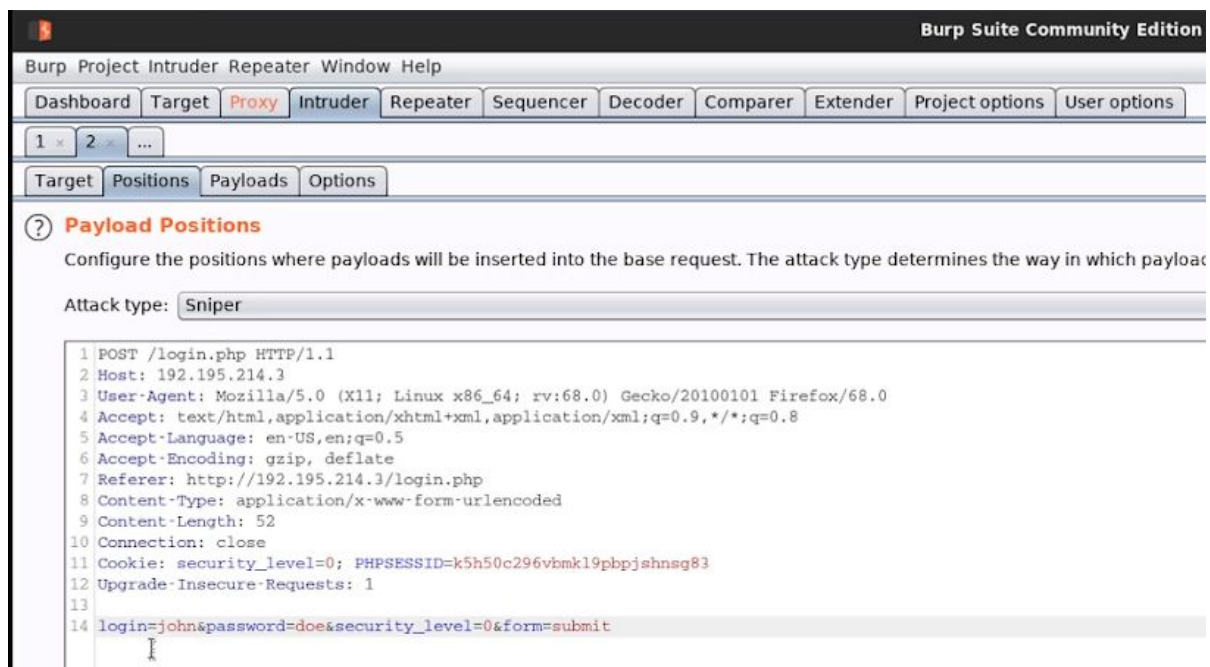 Burp Suite Community Edition
Burp Project Intruder Repeater Window Help
Dashboard Target Proxy Intruder Repeater Sequencer Decoder Comparer Extender Project options User options
1 × 2 × ...
Target Positions Payloads Options
? Payload Positions
Configure the positions where payloads will be inserted into the base request. The attack type determines the way in which payload
Attack type: Sniper
1 POST /login.php HTTP/1.1
2 Host: 192.195.214.3
3 User-Agent: Mozilla/5.0 (X11; Linux x86_64; rv:68.0) Gecko/20100101 Firefox/68.0
4 Accept: text/html,application/xhtml+xml,application/xml;q=0.9,*/*;q=0.8
5 Accept-Language: en-US,en;q=0.5
6 Accept-Encoding: gzip, deflate
7 Referer: http://192.195.214.3/login.php
8 Content-Type: application/x-www-form-urlencoded
9 Content-Length: 52
10 Connection: close
11 Cookie: security_level=0; PHPSESSID=k5h50c296vbmkl9pbpjshnsg83
12 Upgrade-Insecure-Requests: 1
13
14 login=john&password=doe&security_level=0&form=submit